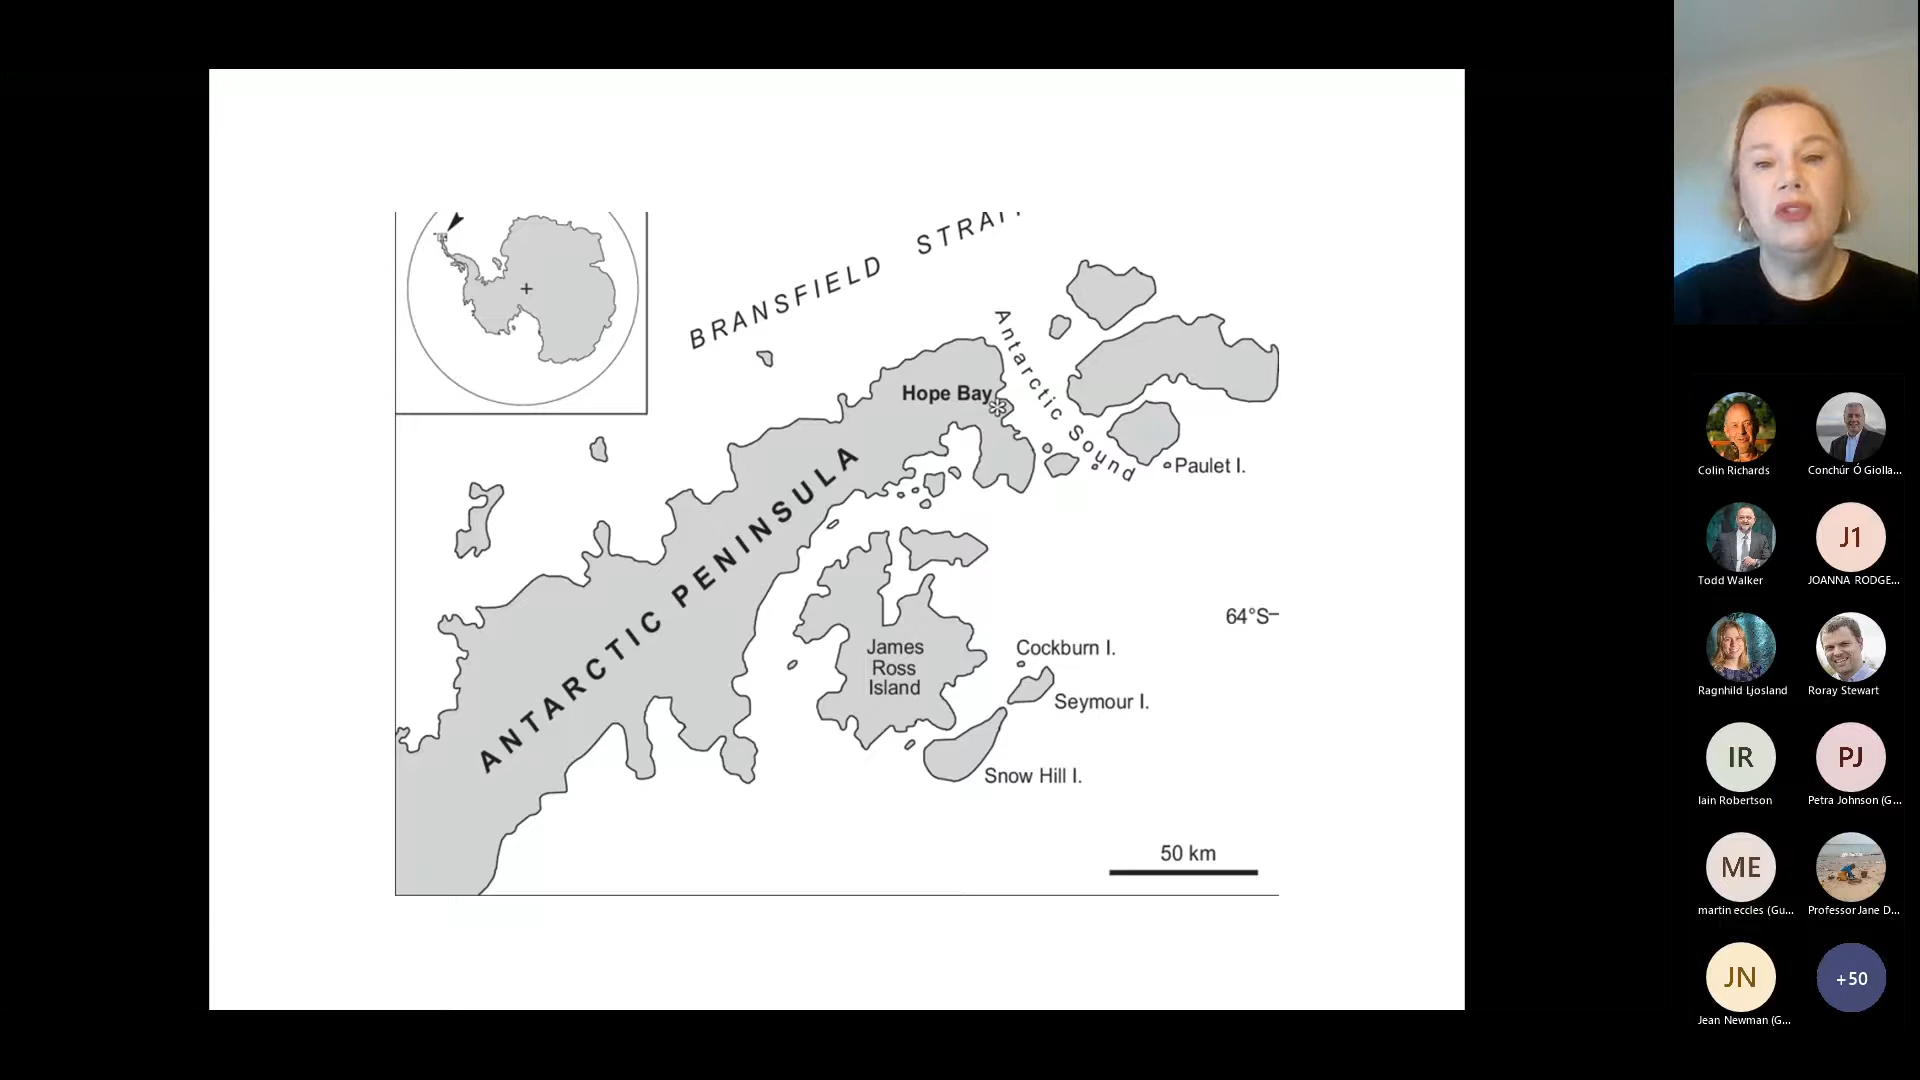 BRANSFIELD STRAIT
Antarctic Sound
Hope Bay
Paulet I.
ANTARCTIC PENINSULA
64°S
James
Ross
Island
Cockburn I.
Seymour I.
Snow Hill I.
50 km
Colin Richards
Conchúr Ó Giolla...
Todd Walker
J1
JOANNA RODGE...
Ragnhild Ljosland
Roray Stewart
IR
Iain Robertson
PJ
Petra Johnson (G...
ME
martin eccles (Gu...
Professor Jane D...
JN
Jean Newman (G...
+50